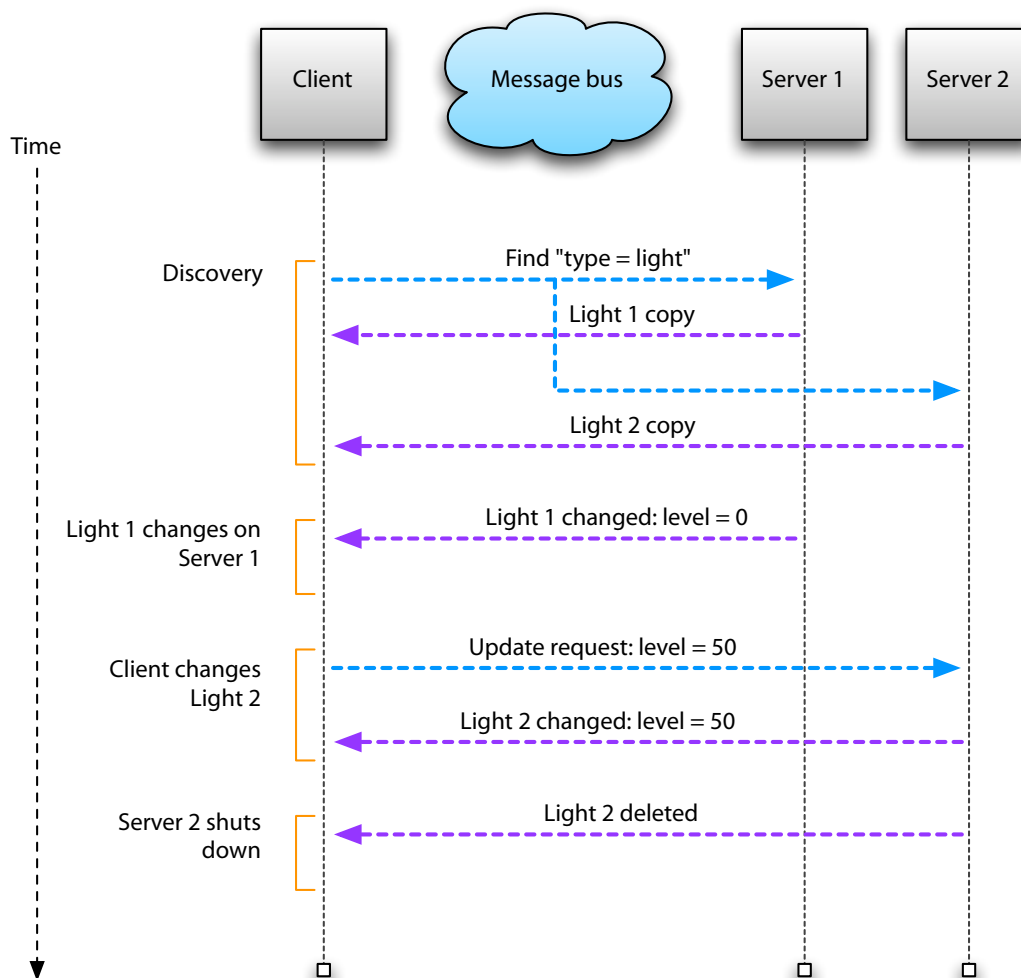 Client
Message bus
Server 1
Server 2
Time
Discovery
Find "type = light"
Light 1 copy
Light 2 copy
Light 1 changes on
Server 1
Light 1 changed: level = 0
Client changes
Light 2
Update request: level = 50
Light 2 changed: level = 50
Server 2 shuts
down
Light 2 deleted